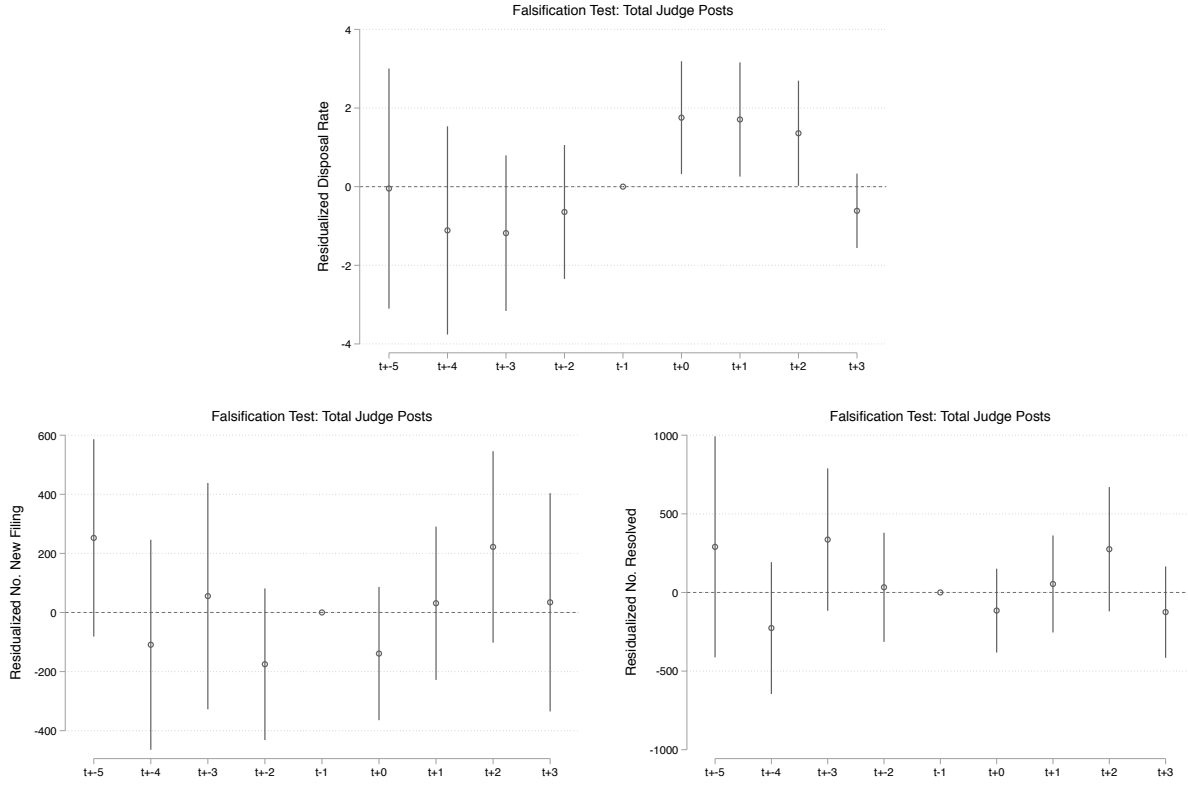 Falsification Test: Total Judge Posts
Residualized Disposal Rate
4
2
0
-2
-4
t+-5 t+-4 t+-3 t+-2 t-1 t+0 t+1 t+2 t+3
Falsification Test: Total Judge Posts
Residualized No. New Filing
600
400
200
0
-200
-400
t+-5 t+-4 t+-3 t+-2 t-1 t+0 t+1 t+2 t+3
Falsification Test: Total Judge Posts
Residualized No. Resolved
1000
500
0
-500
-1000
t+-5 t+-4 t+-3 t+-2 t-1 t+0 t+1 t+2 t+3